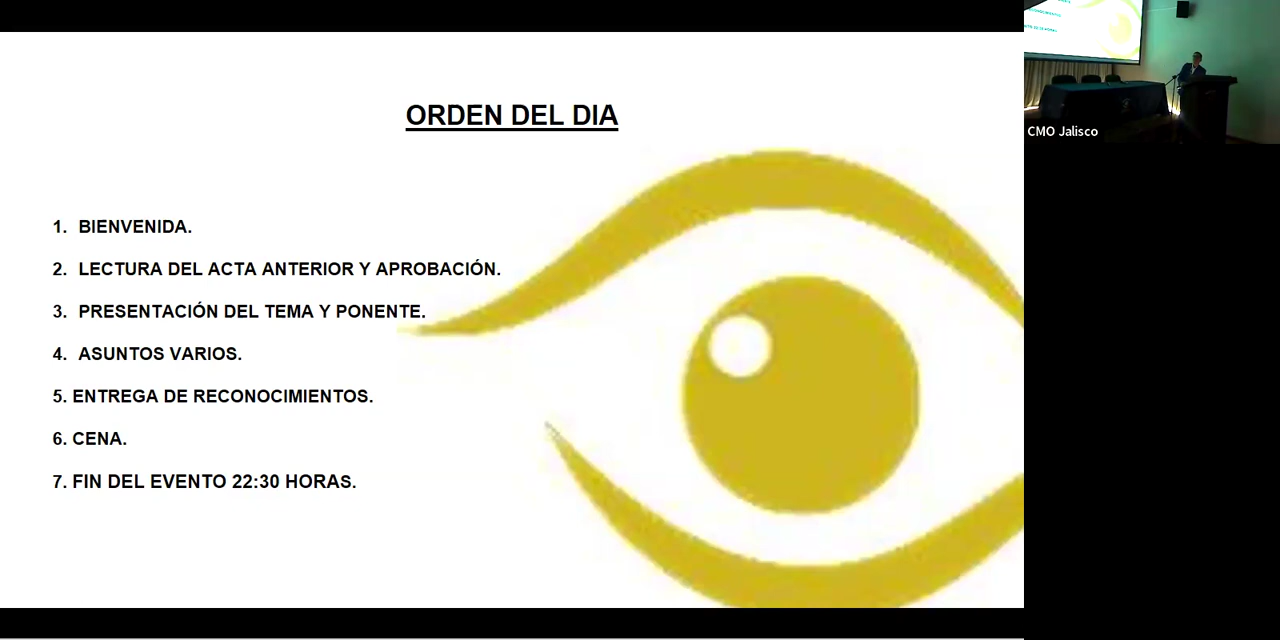 ORDEN DEL DIA
1. BIENVENIDA.
2. LECTURA DEL ACTA ANTERIOR Y APROBACIÓN.
3. PRESENTACIÓN DEL TEMA Y PONENTE.
4. ASUNTOS VARIOS.
5. ENTREGA DE RECONOCIMIENTOS.
6. CENA.
7. FIN DEL EVENTO 22:30 HORAS.
CMO Jalisco